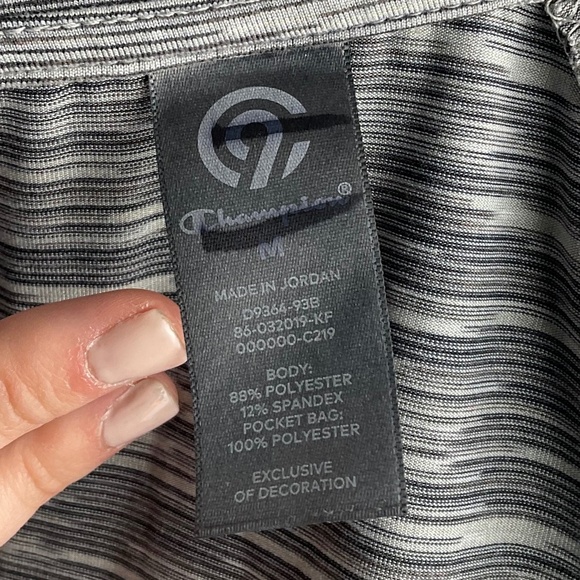 C9
Champion®
M
MADE IN JORDAN
D9364-93B
86-032019-KF
000000-C219
BODY:
88% POLYESTER
12% SPANDEX
POCKET BAG:
100% POLYESTER
EXCLUSIVE
OF DECORATION